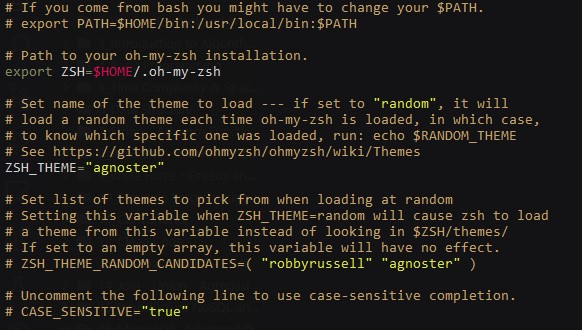 # If you come from bash you might have to change your $PATH.
# export PATH=$HOME/bin:/usr/local/bin:$PATH
# Path to your oh-my-zsh installation.
export ZSH=$HOME/.oh-my-zsh
# Set name of the theme to load --- if set to "random", it will
# load a random theme each time oh-my-zsh is loaded, in which case,
# to know which specific one was loaded, run: echo $RANDOM_THEME
# See https://github.com/ohmyzsh/ohmyzsh/wiki/Themes
ZSH_THEME="agnoster"
# Set list of themes to pick from when loading at random
# Setting this variable when ZSH_THEME=random will cause zsh to load
# a theme from this variable instead of looking in $ZSH/themes/
# If set to an empty array, this variable will have no effect.
# ZSH_THEME_RANDOM_CANDIDATES=( "robbyrussell" "agnoster" )
# Uncomment the following line to use case-sensitive completion.
# CASE_SENSITIVE="true"